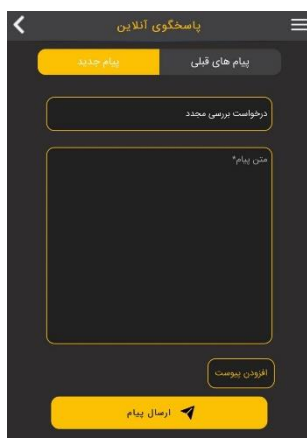 پاسخگوی آنلاین
پیام های قبلی
پیام جدید
درخواست بررسی مجدد
متن پیام*
افزودن پیوست
ارسال پیام